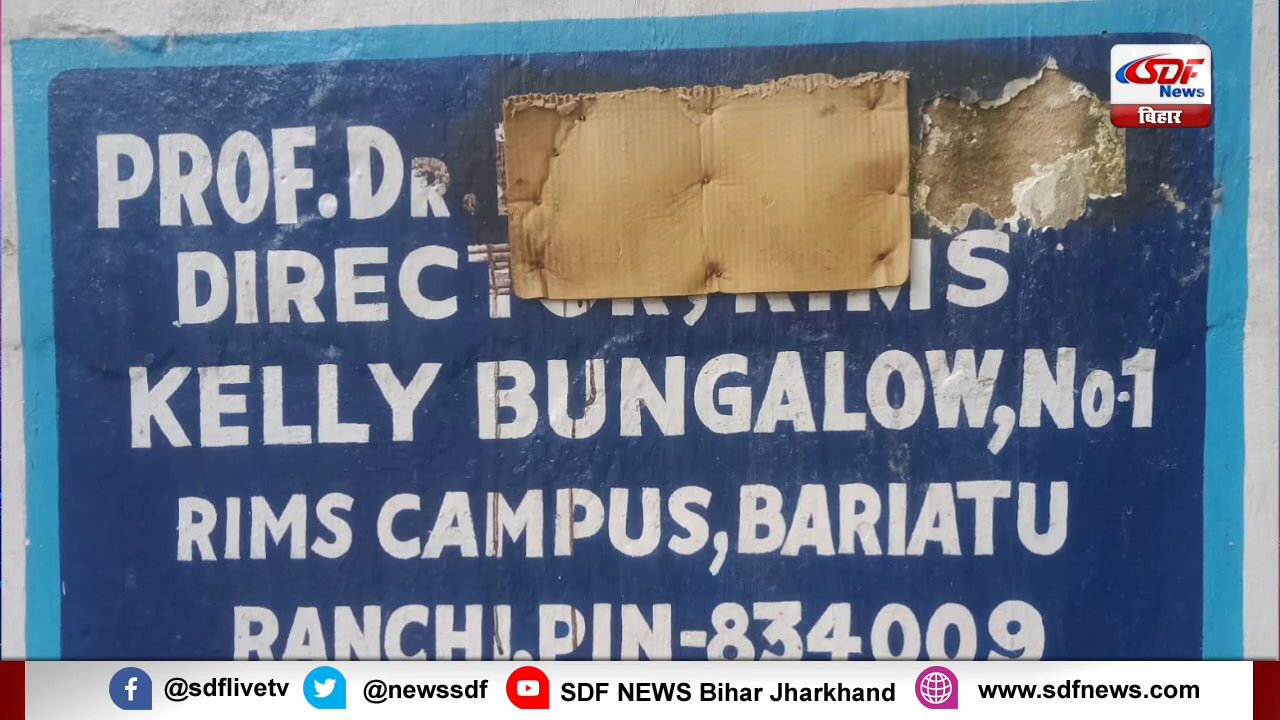 SDF
News
बिहार
PROF.DR.
DIRECTOR, RIMS
KELLY BUNGALOW, No-1
RIMS CAMPUS, BARIATU
RANCHI. PIN-834009
@sdflivetv @newssdf SDF NEWS Bihar Jharkhand www.sdfnews.com